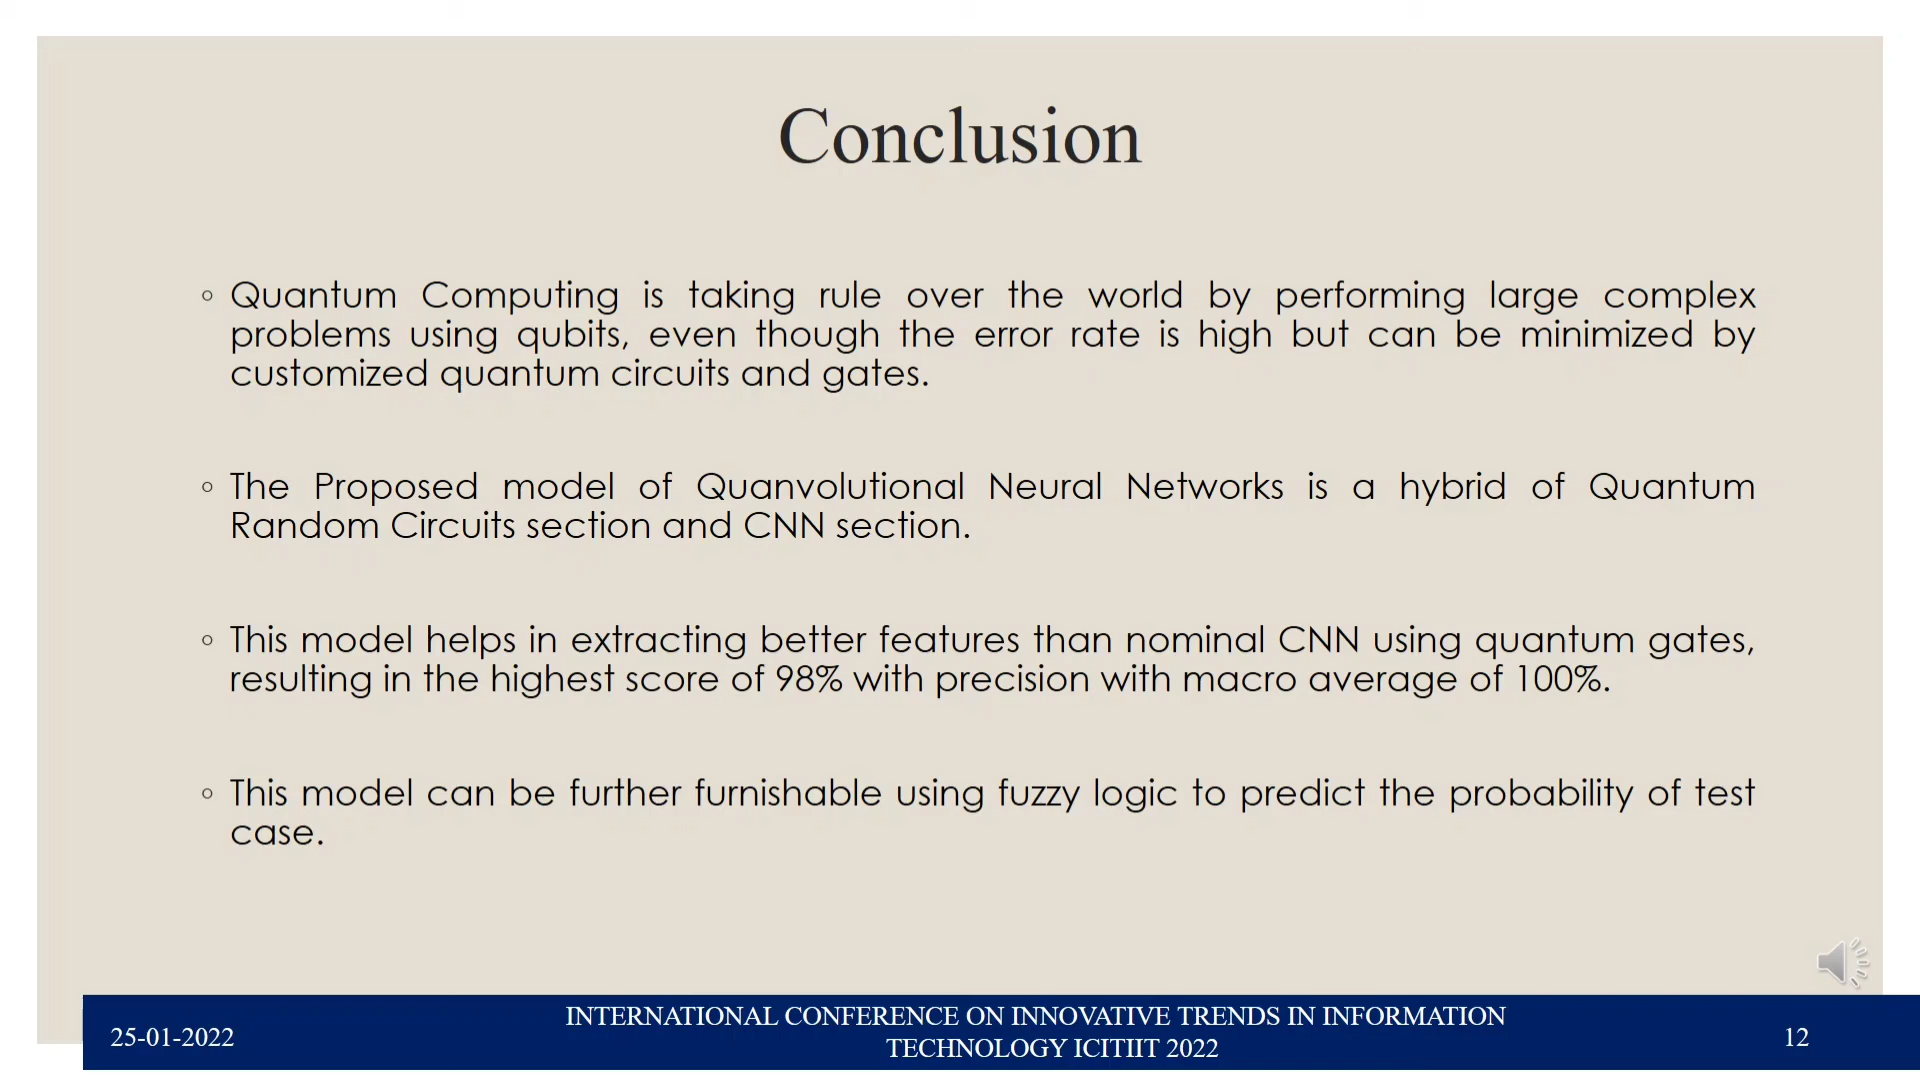 Conclusion
◦ Quantum Computing is taking rule over the world by performing large complex
problems using qubits, even though the error rate is high but can be minimized by
customized quantum circuits and gates.
◦ The Proposed model of Quanvolutional Neural Networks is a hybrid of Quantum
Random Circuits section and CNN section.
◦ This model helps in extracting better features than nominal CNN using quantum gates,
resulting in the highest score of 98% with precision with macro average of 100%.
◦ This model can be further furnishable using fuzzy logic to predict the probability of test
case.
25-01-2022
INTERNATIONAL CONFERENCE ON INNOVATIVE TRENDS IN INFORMATION
TECHNOLOGY ICITIIT 2022
12